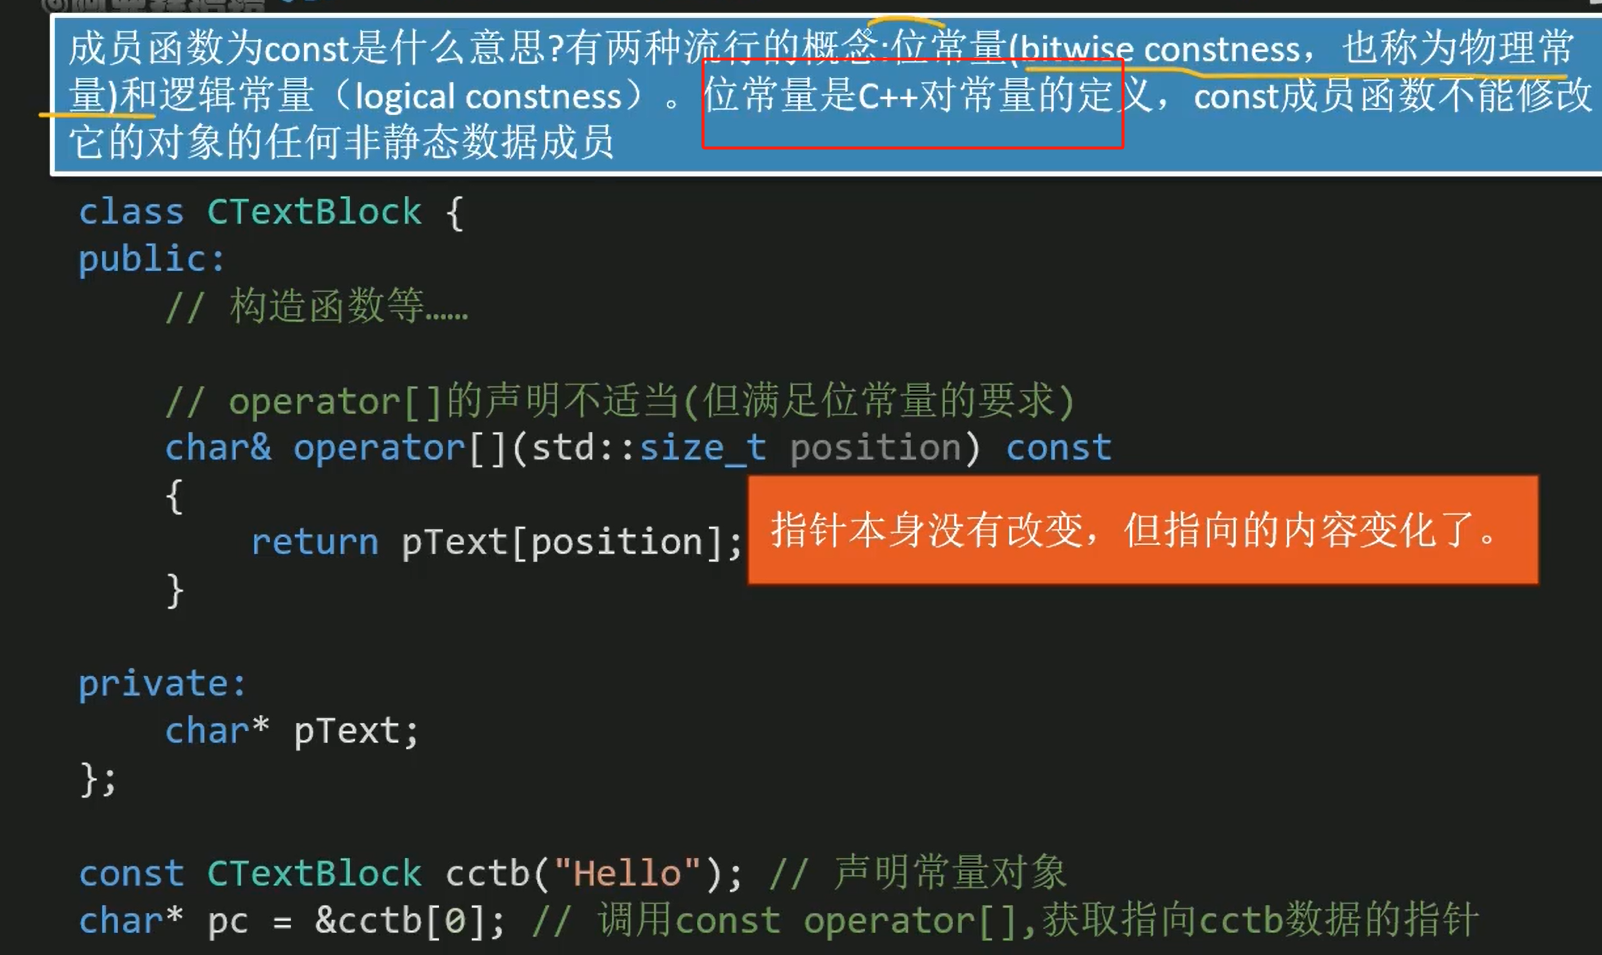 成员函数为const是什么意思?有两种流行的概念:位常量(bitwise constness，也称为物理常
量)和逻辑常量（logical constness）。位常量是C++对常量的定义，const成员函数不能修改
它的对象的任何非静态数据成员
class CTextBlock {
public:
// 构造函数等……
// operator[]的声明不适当(但满足位常量的要求)
char& operator[](std::size_t position) const
{
return pText[position];
指针本身没有改变，但指向的内容变化了。
}
private:
char* pText;
};
const CTextBlock cctb("Hello"); // 声明常量对象
char* pc = &cctb[0]; // 调用const operator[],获取指向cctb数据的指针